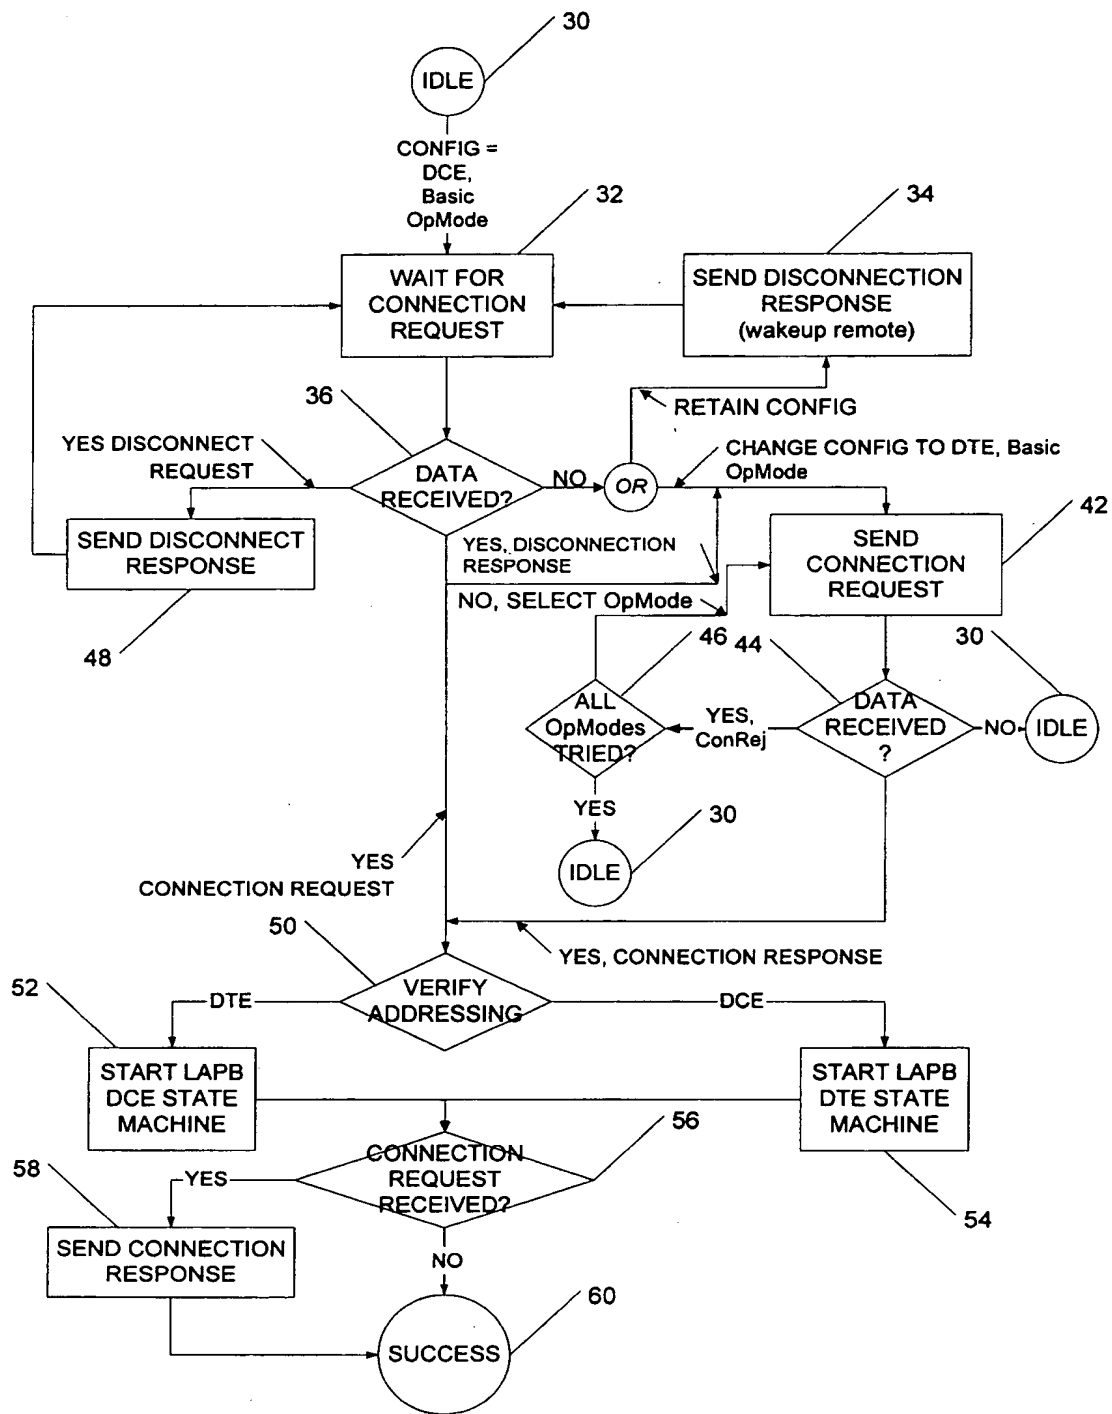 30
IDLE
CONFIG =
DCE,
Basic
OpMode
32
34
WAIT FOR
CONNECTION
REQUEST
SEND DISCONNECTION
RESPONSE
(wakeup remote)
36
RETAIN CONFIG
YES DISCONNECT
REQUEST
DATA
RECEIVED?
NO
OR
CHANGE CONFIG TO DTE, Basic
OpMode
42
SEND DISCONNECT
RESPONSE
48
YES, DISCONNECTION
RESPONSE
SEND
CONNECTION
REQUEST
NO, SELECT OpMode
46
44
30
ALL
OpModes
TRIED?
YES,
ConRej
DATA
RECEIVED
?
NO
IDLE
YES
30
IDLE
YES
CONNECTION REQUEST
50
YES, CONNECTION RESPONSE
52
DTE
VERIFY
ADDRESSING
DCE
START LAPB
DCE STATE
MACHINE
START LAPB
DTE STATE
MACHINE
56
CONNECTION
REQUEST
RECEIVED?
58
YES
54
SEND CONNECTION
RESPONSE
NO
60
SUCCESS